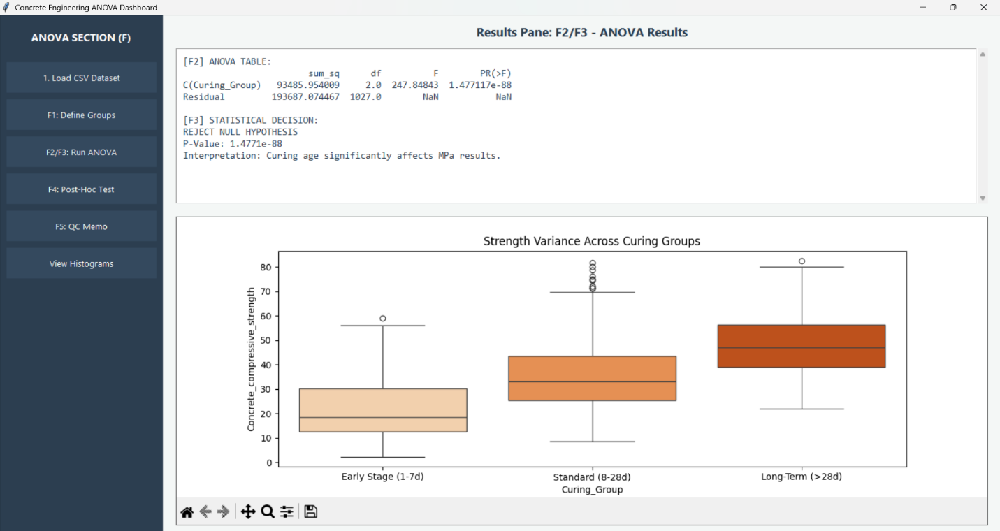 Concrete Engineering ANOVA Dashboard
ANOVA SECTION (F)
1. Load CSV Dataset
F1: Define Groups
F2/F3: Run ANOVA
F4: Post-Hoc Test
F5: QC Memo
View Histograms
Results Pane: F2/F3 - ANOVA Results
[F2] ANOVA TABLE:
sum_sq df F PR(>F)
C(Curing_Group) 93485.954009 2.0 247.84843 1.477117e-88
Residual 193687.074467 1027.0 NaN NaN
[F3] STATISTICAL DECISION:
REJECT NULL HYPOTHESIS
P-Value: 1.4771e-88
Interpretation: Curing age significantly affects MPa results.
Strength Variance Across Curing Groups
Concrete_compressive_strength
80
70
60
50
40
30
20
10
0
Early Stage (1-7d) Standard (8-28d) Long-Term (>28d)
Curing_Group